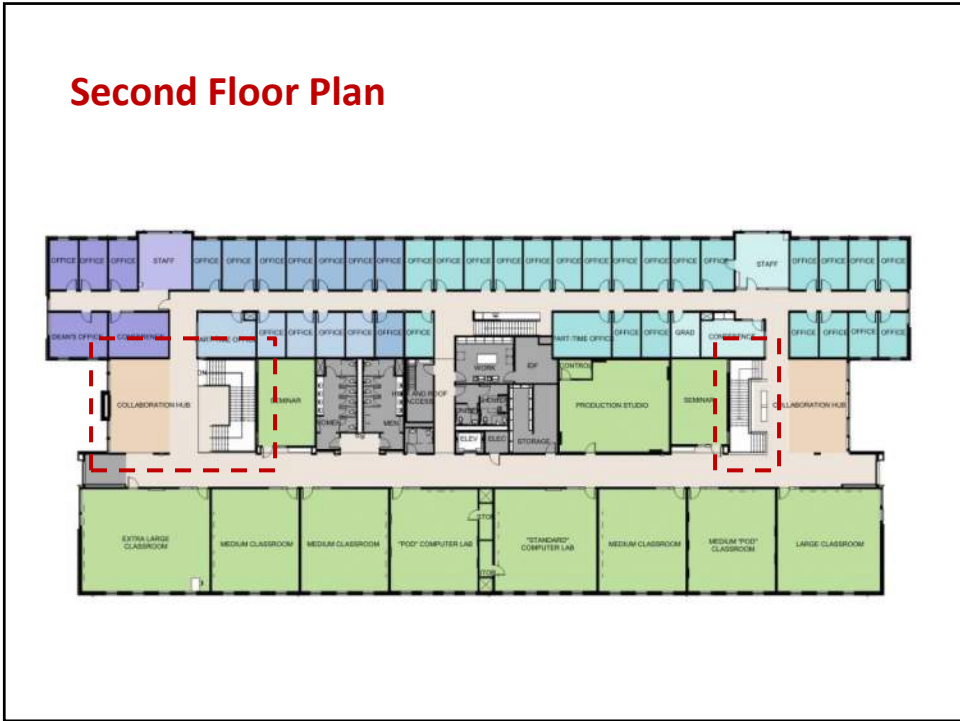 Second Floor Plan
OFFICE OFFICE OFFICE STAFF OFFICE OFFICE OFFICE OFFICE OFFICE OFFICE OFFICE OFFICE OFFICE OFFICE OFFICE OFFICE OFFICE OFFICE OFFICE OFFICE OFFICE OFFICE STAFF OFFICE OFFICE OFFICE OFFICE
DEAN'S OFFICE CONFERENCE PART-TIME OFFICE OFFICE OFFICE OFFICE OFFICE OFFICE OFFICE PART-TIME OFFICE OFFICE OFFICE GRAD CONFERENCE OFFICE OFFICE OFFICE OFFICE
WORK IDF CONTROL
COLLABORATION HUB SEMINAR AND ROOF ACCESS PRODUCTION STUDIO SEMINAR COLLABORATION HUB
WOMEN MEN
ELEV ELEC STORAGE
EXTRA LARGE CLASSROOM
MEDIUM CLASSROOM
MEDIUM CLASSROOM
"POD" COMPUTER LAB
"STANDARD" COMPUTER LAB
MEDIUM CLASSROOM
MEDIUM "POD" CLASSROOM
LARGE CLASSROOM